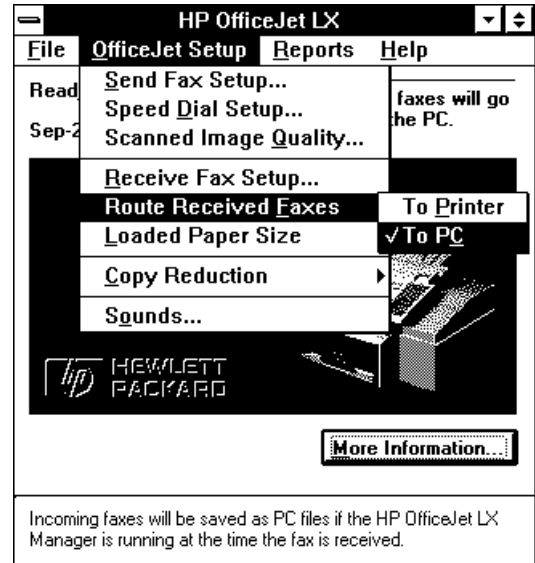 HP OfficeJet LX
File OfficeJet Setup Reports Help
Read
Sep-2
faxes will go
the PC.
Send Fax Setup...
Speed Dial Setup...
Scanned Image Quality...
Receive Fax Setup...
Route Received Faxes
Loaded Paper Size
Copy Reduction
Sounds...
To Printer
√To PC
HEWLETT
PACKARD
More Information...
Incoming faxes will be saved as PC files if the HP OfficeJet LX
Manager is running at the time the fax is received.